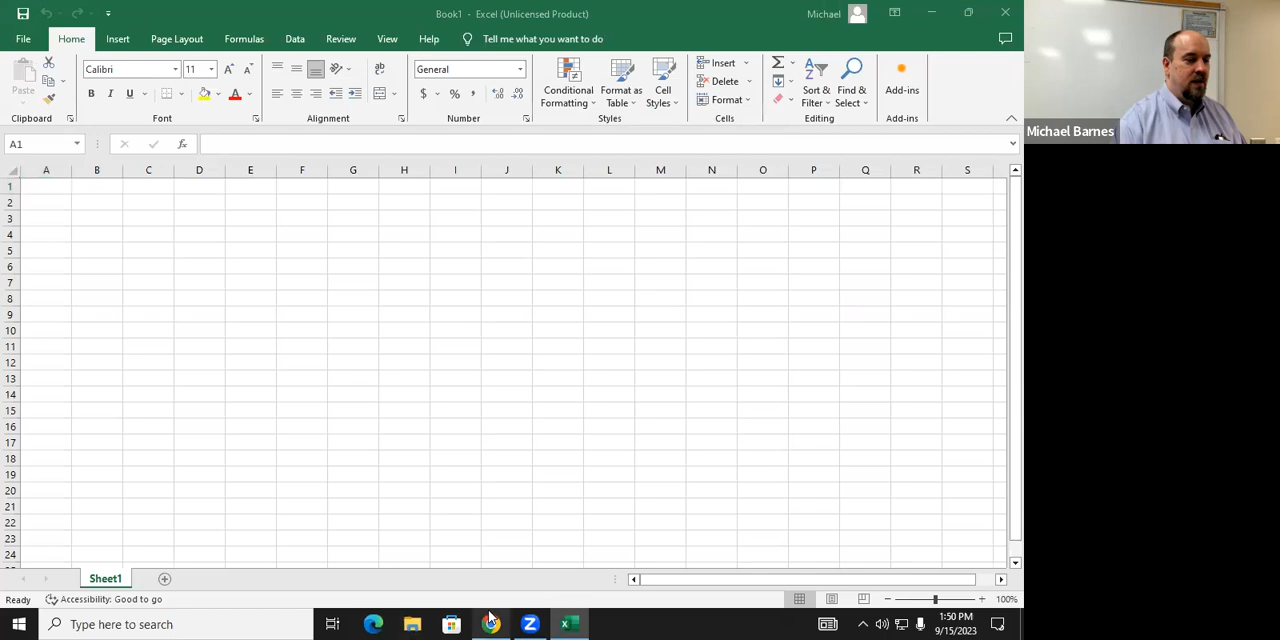 Book1 - Excel (Unlicensed Product)
Michael
File Home Insert Page Layout Formulas Data Review View Help Tell me what you want to do
Paste
Clipboard
Calibri 11
B I U A
Font
ab
Alignment
General
$ % ,
Number
Conditional Formatting
Format as Table
Cell Styles
Styles
Insert
Delete
Format
Cells
Sort & Filter
Find & Select
Editing
Add-ins
Add-ins
Michael Barnes
A1 fx
A B C D E F G H I J K L M N O P Q R S
1
2
3
4
5
6
7
8
9
10
11
12
13
14
15
16
17
18
19
20
21
22
23
24
Sheet1
Ready Accessibility: Good to go 100%
Type here to search
1:50 PM
9/15/2023